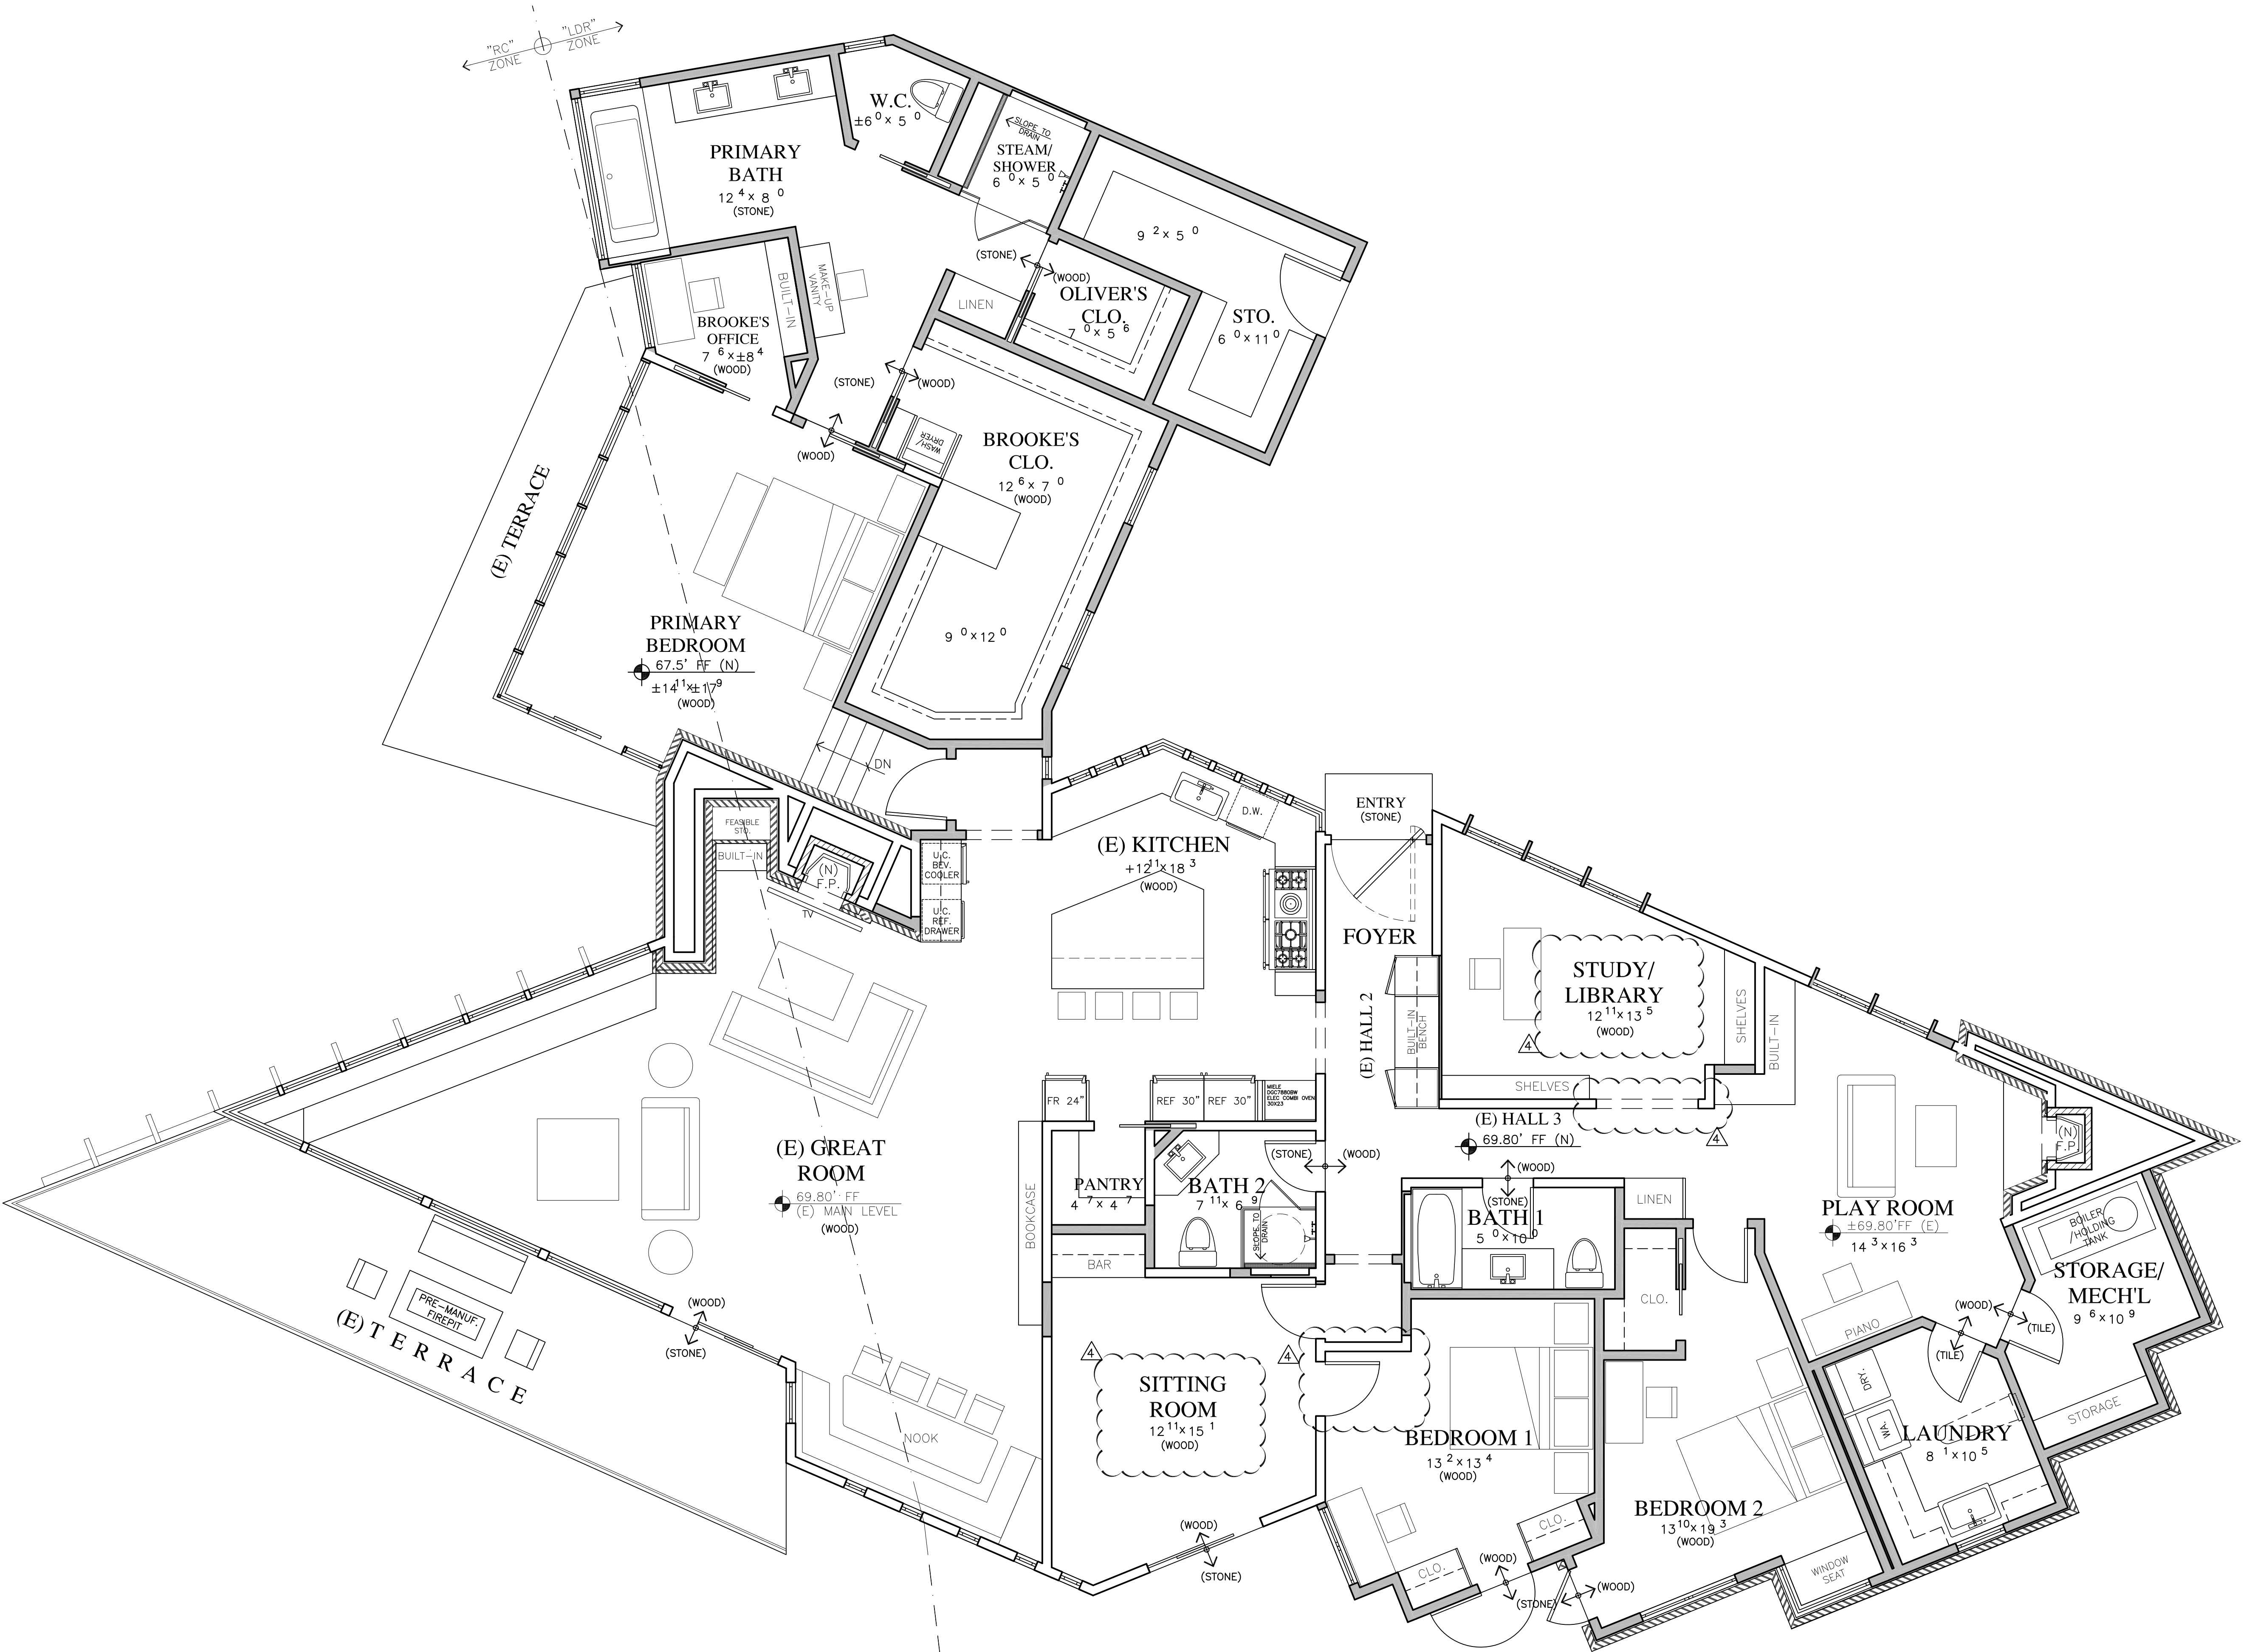 "RC"
ZONE
"LDR"
ZONE
W.C.
±6 0 x 5 0
PRIMARY
BATH
12 4 x 8 0
(STONE)
SLOPE TO
DRAIN
STEAM/
SHOWER
6 0 x 5 0
9 2 x 5 0
(STONE)
(WOOD)
LINEN
OLIVER'S
CLO.
7 0 x 5 6
STO.
6 0 x 11 0
BROOKE'S
OFFICE
7 6 x ±8 4
(WOOD)
BUILT-IN
MAKE-UP
VANITY
(STONE)
(WOOD)
(WOOD)
WASH/
DRYER
BROOKE'S
CLO.
12 6 x 7 0
(WOOD)
9 0 x 12 0
(E) TERRACE
PRIMARY
BEDROOM
67.5' FF (N)
±14 11 x ±17 9
(WOOD)
DN
FEASIBLE
STO.
BUILT-IN
(N)
F.P.
TV
U.C.
BEV.
COOLER
U.C.
REF.
DRAWER
(E) KITCHEN
+12 11 x 18 3
(WOOD)
D.W.
ENTRY
(STONE)
FOYER
(E) HALL 2
BUILT-IN
BENCH
STUDY/
LIBRARY
12 11 x 13 5
(WOOD)
4
SHELVES
SHELVES
BUILT-IN
(E) HALL 3
69.80' FF (N)
4
FR 24"
REF 30"
REF 30"
MIELE
DGC7880BW
ELEC COMBI OVEN
30X23
(E) GREAT
ROOM
69.80' FF
(E) MAIN LEVEL
(WOOD)
BOOKCASE
PANTRY
4 7 x 4 7
BATH 2
7 11 x 6 9
SLOPE TO
DRAIN
(STONE)
(WOOD)
BAR
(WOOD)
(STONE)
BATH 1
5 0 x 10 0
LINEN
CLO.
PLAY ROOM
±69.80'FF (E)
14 3 x 16 3
(N)
F.P.
BOILER
/HOLDING
TANK
STORAGE/
MECH'L
9 6 x 10 9
STORAGE
(WOOD)
(TILE)
(TILE)
PIANO
DRY.
WA.
LAUNDRY
8 1 x 10 5
PRE-MANUF.
FIREPIT
(E) TERRACE
(WOOD)
(STONE)
NOOK
4
SITTING
ROOM
12 11 x 15 1
(WOOD)
4
BEDROOM 1
13 2 x 13 4
(WOOD)
CLO.
CLO.
(WOOD)
(STONE)
(WOOD)
(STONE)
(WOOD)
BEDROOM 2
13 10 x 19 3
(WOOD)
WINDOW
SEAT